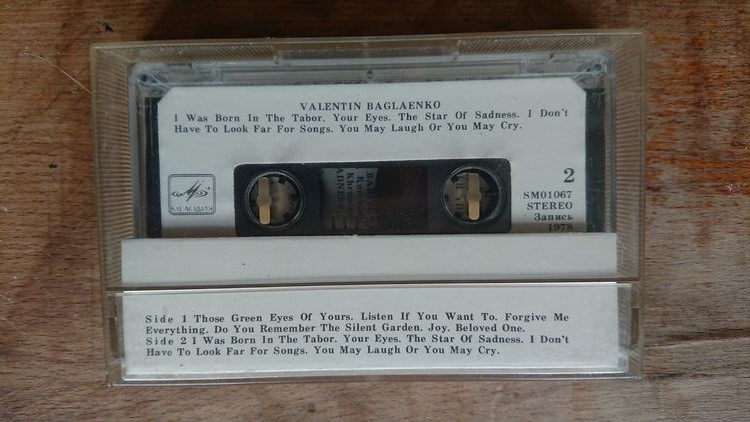 VALENTIN BAGLAENKO
I Was Born In The Tabor. Your Eyes. The Star Of Sadness. I Don't
Have To Look Far For Songs. You May Laugh Or You May Cry.
2
SM01067
STEREO
Запись
1978
Side 1 Those Green Eyes Of Yours. Listen If You Want To. Forgive Me
Everything. Do You Remember The Silent Garden. Joy. Beloved One.
Side 2 I Was Born In The Tabor. Your Eyes. The Star Of Sadness. I Don't
Have To Look Far For Songs. You May Laugh Or You May Cry.